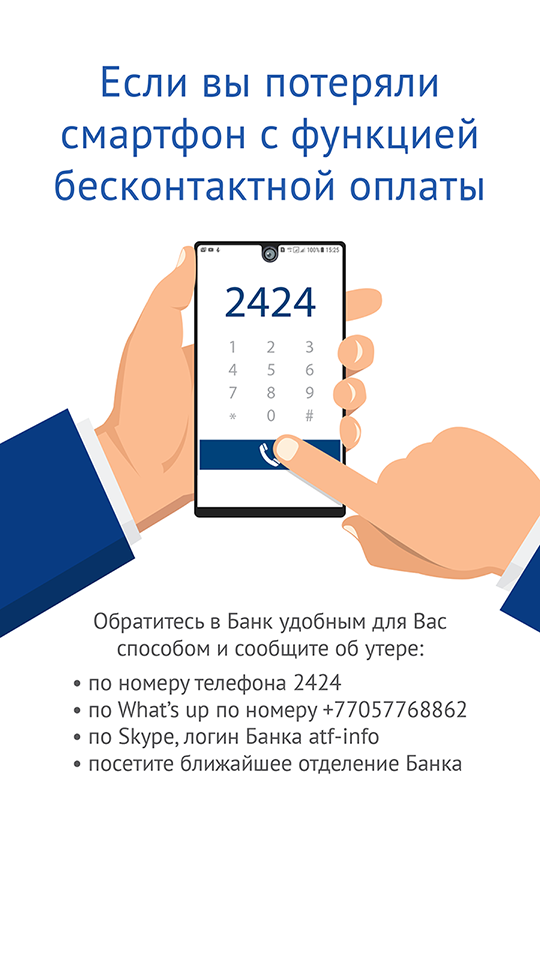 Если вы потеряли
смартфон с функцией
бесконтактной оплаты
100% 15:25
2424
1 2 3
4 5 6
7 8 9
* 0 #
Обратитесь в Банк удобным для Вас
способом и сообщите об утере:
• по номеру телефона 2424
• по What’s up по номеру +77057768862
• по Skype, логин Банка atf-info
• посетите ближайшее отделение Банка